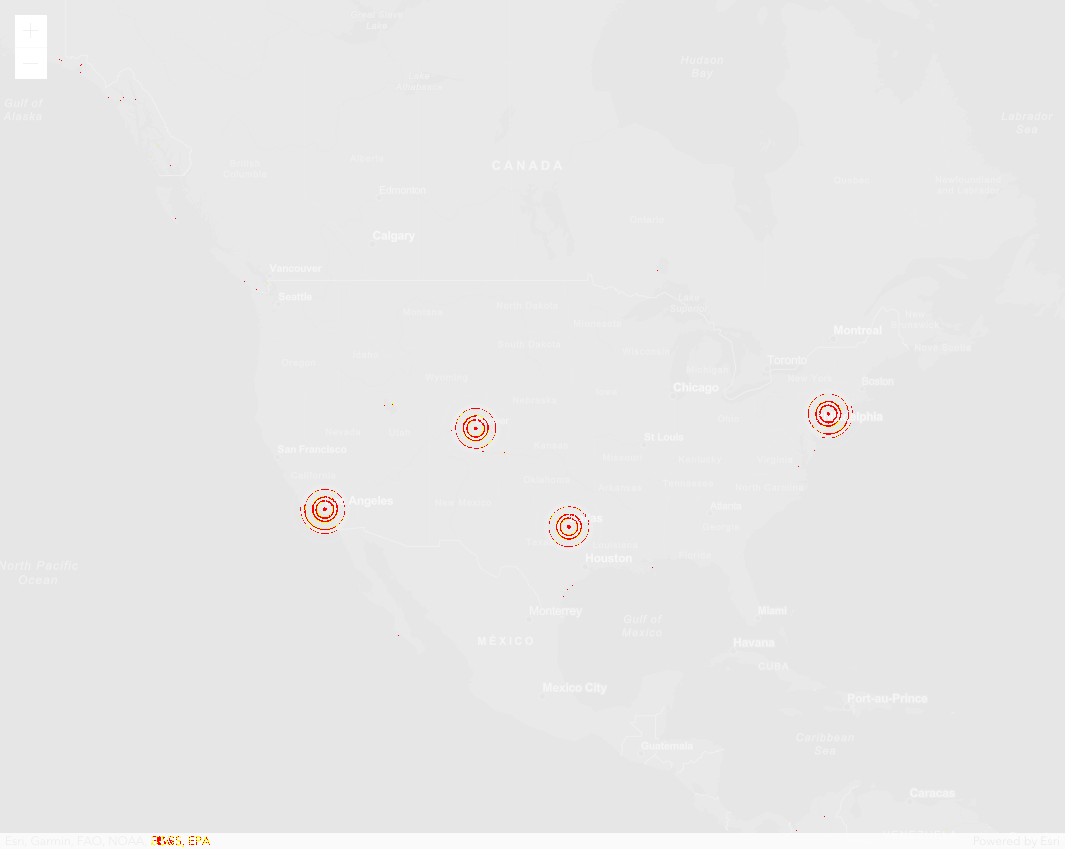 +
−
Great Slave
Lake
Hudson
Bay
Lake
Athabasca
Gulf of
Alaska
Labrador
Sea
CANADA
Alberta
British
Columbia
Edmonton
Quebec
Newfoundland
and Labrador
Ontario
Calgary
Vancouver
Seattle
North Dakota
Lake
Superior
Montana
Minnesota
New
Brunswick
Montreal
Nova Scotia
South Dakota
Wisconsin
Oregon
Idaho
Toronto
Michigan
Wyoming
New York
Boston
Chicago
Iowa
Nebraska
elphia
Ohio
Nevada
Utah
St Louis
San Francisco
Kansas
Missouri
Kentucky
Virginia
California
Oklahoma
Tennessee
North Carolina
Arkansas
Angeles
New Mexico
Atlanta
Georgia
Houston
Florida
North Pacific
Ocean
Monterrey
Miami
Gulf of
Mexico
MÉXICO
Havana
CUBA
Mexico City
Port-au-Prince
Caribbean
Sea
Guatemala
Caracas
Esri, Garmin, FAO, NOAA, EPA
Powered by Esri